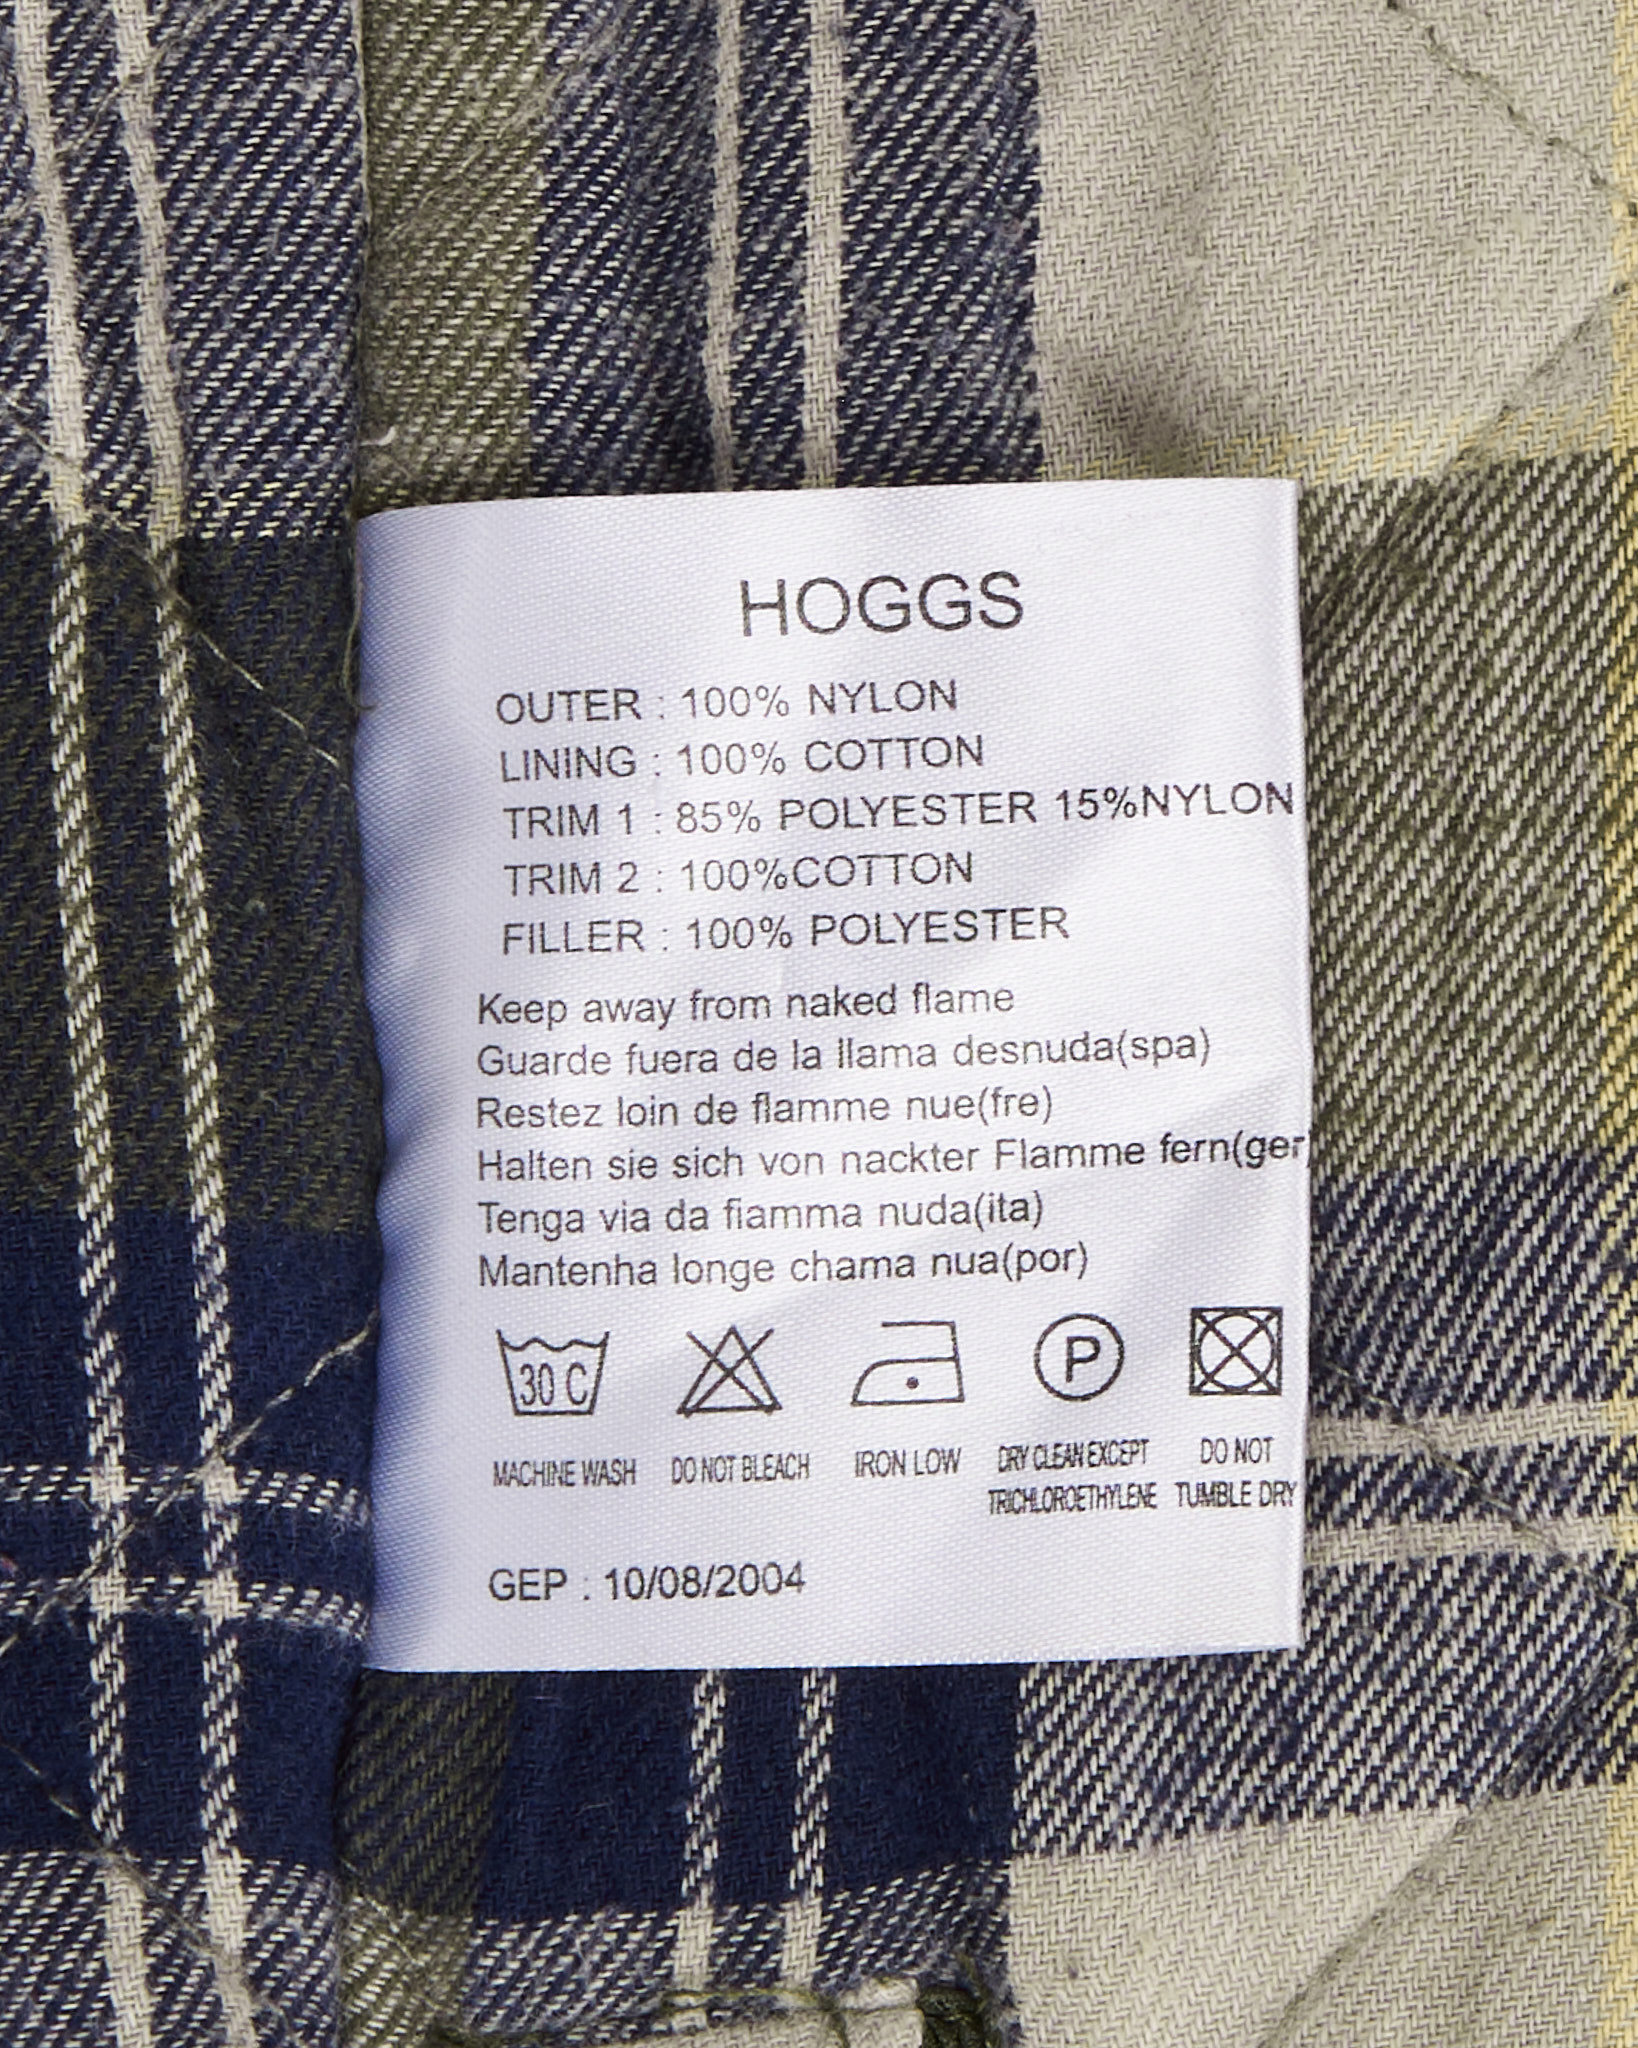 HOGGS
OUTER : 100% NYLON
LINING : 100% COTTON
TRIM 1 : 85% POLYESTER 15%NYLON
TRIM 2 : 100%COTTON
FILLER : 100% POLYESTER
Keep away from naked flame
Guarde fuera de la llama desnuda(spa)
Restez loin de flamme nue(fre)
Halten sie sich von nackter Flamme fern(ger)
Tenga via da fiamma nuda(ita)
Mantenha longe chama nua(por)
30 C P
MACHINE WASH DO NOT BLEACH IRON LOW DRY CLEAN EXCEPT DO NOT
TRICHLOROETHYLENE TUMBLE DRY
GEP : 10/08/2004